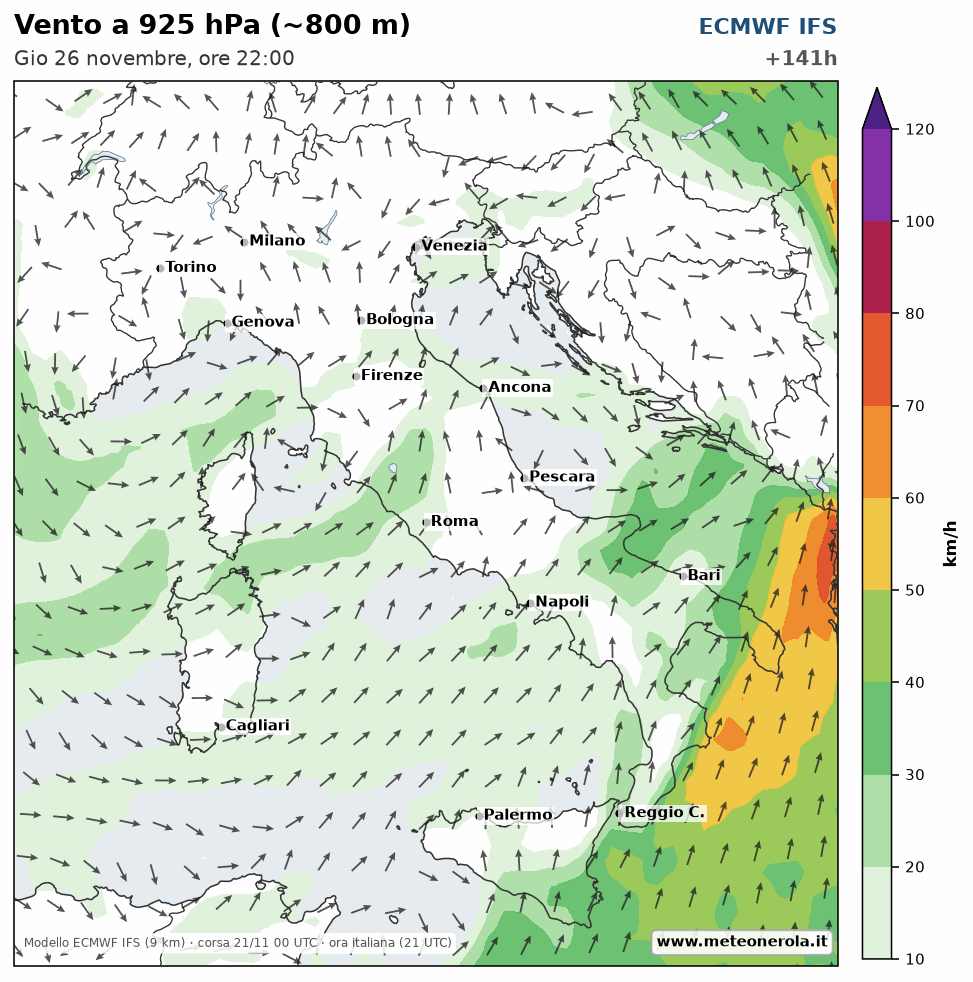 Vento a 925 hPa (~800 m)
ECMWF IFS
Gio 26 novembre, ore 22:00
+141h
Milano
Venezia
Torino
Genova
Bologna
Firenze
Ancona
Pescara
Roma
Bari
Napoli
Cagliari
Palermo
Reggio C.
120
100
80
70
60
50
40
30
20
10
km/h
Modello ECMWF IFS (9 km) · corsa 21/11 00 UTC · ora italiana (21 UTC)
www.meteonerola.it